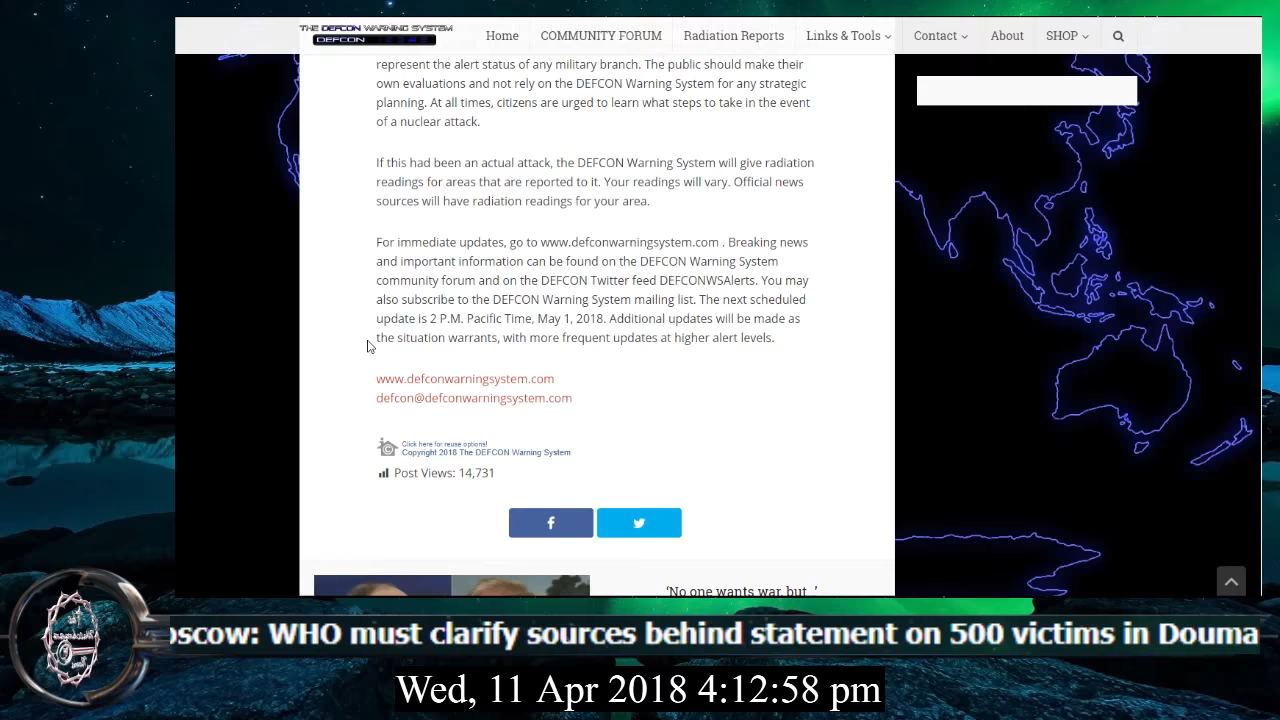 THE DEFCON WARNING SYSTEM
DEFCON
Home COMMUNITY FORUM Radiation Reports Links & Tools Contact About SHOP
represent the alert status of any military branch. The public should make their
own evaluations and not rely on the DEFCON Warning System for any strategic
planning. At all times, citizens are urged to learn what steps to take in the event
of a nuclear attack.
If this had been an actual attack, the DEFCON Warning System will give radiation
readings for areas that are reported to it. Your readings will vary. Official news
sources will have radiation readings for your area.
For immediate updates, go to www.defconwarningsystem.com . Breaking news
and important information can be found on the DEFCON Warning System
community forum and on the DEFCON Twitter feed DEFCONWSAlerts. You may
also subscribe to the DEFCON Warning System mailing list. The next scheduled
update is 2 P.M. Pacific Time, May 1, 2018. Additional updates will be made as
the situation warrants, with more frequent updates at higher alert levels.
www.defconwarningsystem.com
defcon@defconwarningsystem.com
Click here for reuse options!
Copyright 2018 The DEFCON Warning System
Post Views: 14,731
'No one wants war, but...'
oscow: WHO must clarify sources behind statement on 500 victims in Douma
Wed, 11 Apr 2018 4:12:58 pm